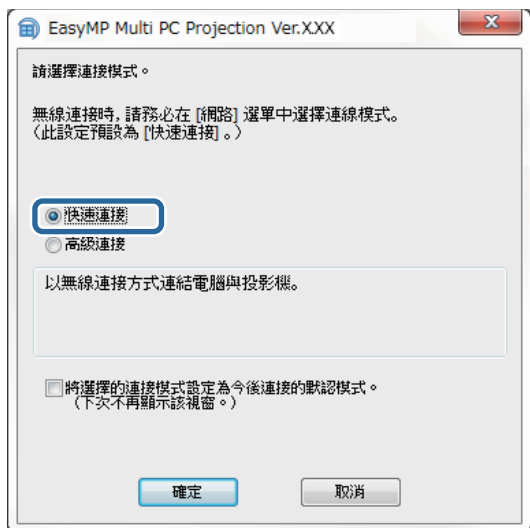 EasyMP Multi PC Projection Ver.X.XX
請選擇連接模式。
無線連接時, 請務必在 [網路] 選單中選擇連線模式。
(此設定預設為 [快速連接] 。)
快速連接
高級連接
以無線連接方式連結電腦與投影機。
將選擇的連接模式設定為今後連接的默認模式。
(下次不再顯示該視窗。)
確定
取消